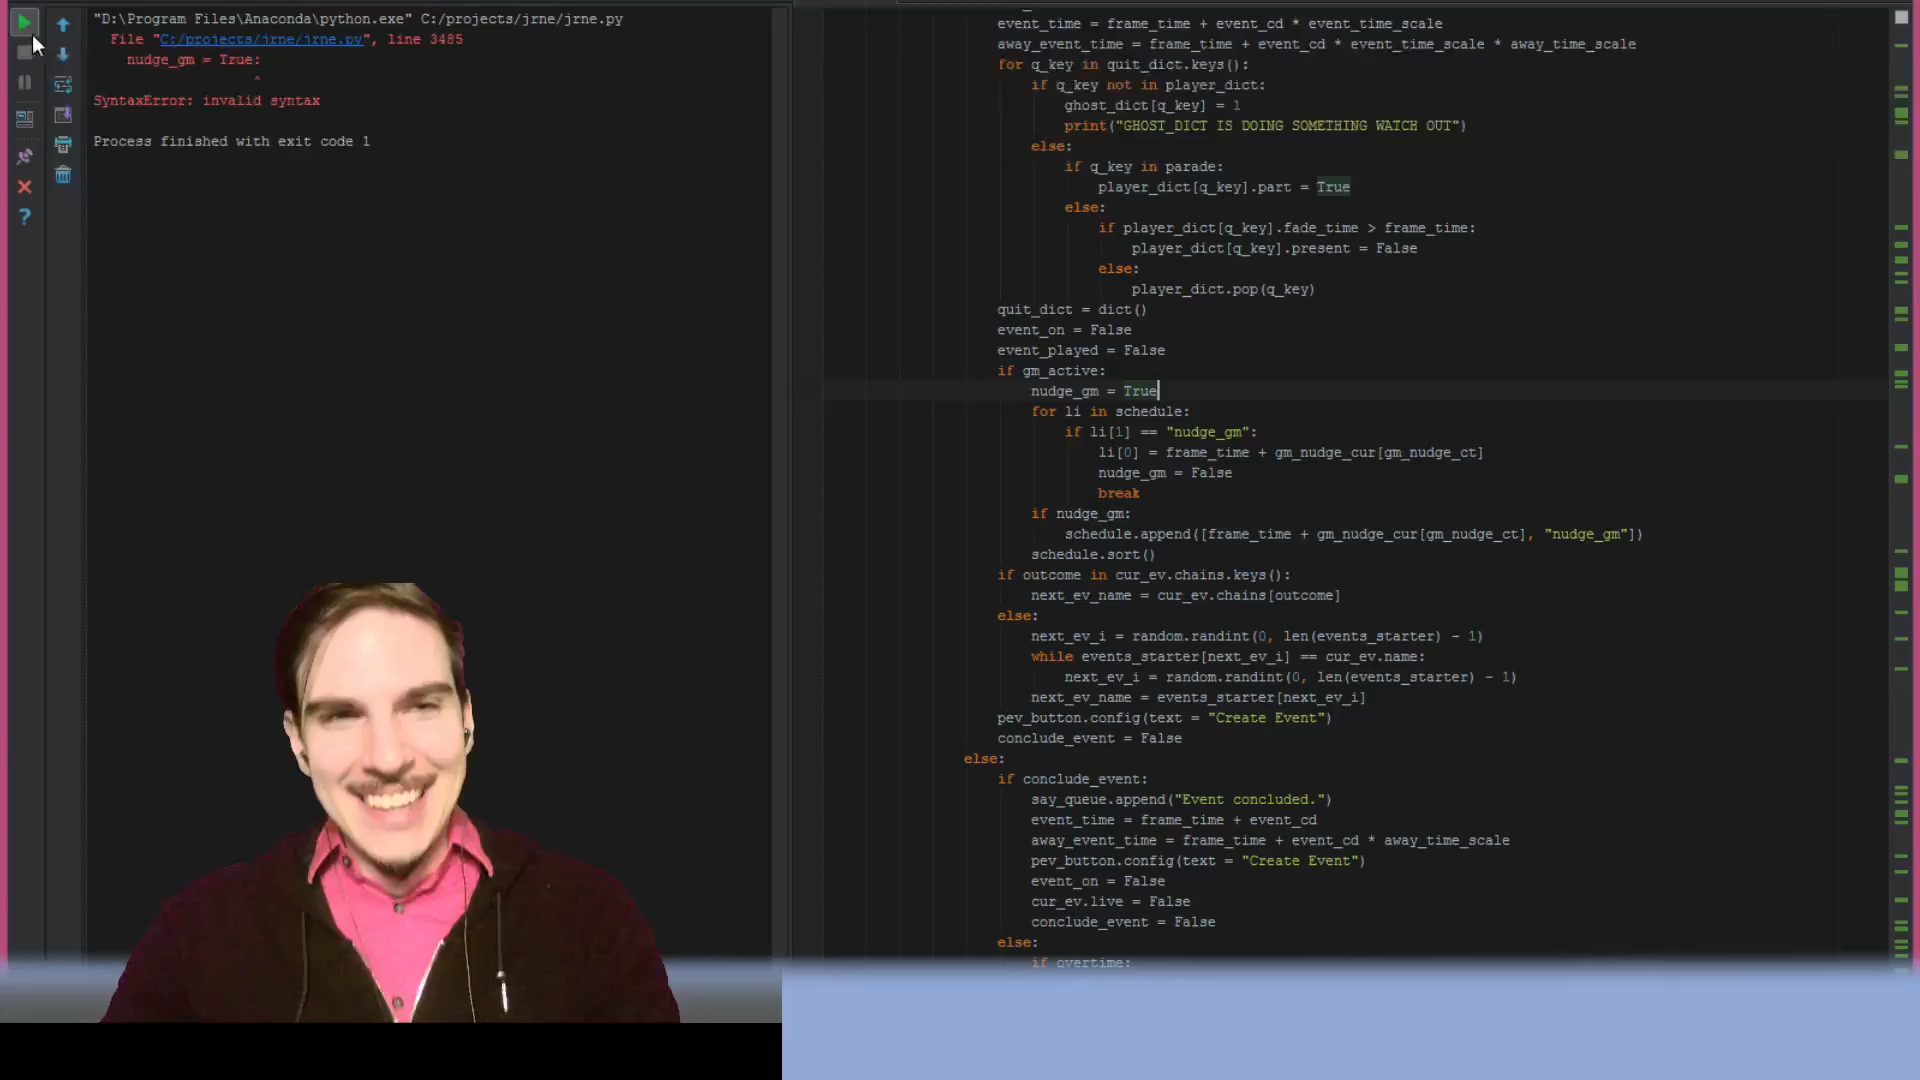 "D:\Program Files\Anaconda\python.exe" C:/projects/jrne/jrne.py
File "C:/projects/jrne/jrne.py", line 3485
nudge_gm = True:
^
SyntaxError: invalid syntax
Process finished with exit code 1
event_time = frame_time + event_cd * event_time_scale
away_event_time = frame_time + event_cd * event_time_scale * away_time_scale
for q_key in quit_dict.keys():
if q_key not in player_dict:
ghost_dict[q_key] = 1
print("GHOST_DICT IS DOING SOMETHING WATCH OUT")
else:
if q_key in parade:
player_dict[q_key].part = True
else:
if player_dict[q_key].fade_time > frame_time:
player_dict[q_key].present = False
else:
player_dict.pop(q_key)
quit_dict = dict()
event_on = False
event_played = False
if gm_active:
nudge_gm = True
for li in schedule:
if li[1] == "nudge_gm":
li[0] = frame_time + gm_nudge_cur[gm_nudge_ct]
nudge_gm = False
break
if nudge_gm:
schedule.append([frame_time + gm_nudge_cur[gm_nudge_ct], "nudge_gm"])
schedule.sort()
if outcome in cur_ev.chains.keys():
next_ev_name = cur_ev.chains[outcome]
else:
next_ev_i = random.randint(0, len(events_starter) - 1)
while events_starter[next_ev_i] == cur_ev.name:
next_ev_i = random.randint(0, len(events_starter) - 1)
next_ev_name = events_starter[next_ev_i]
pev_button.config(text = "Create Event")
conclude_event = False
else:
if conclude_event:
say_queue.append("Event concluded.")
event_time = frame_time + event_cd
away_event_time = frame_time + event_cd * away_time_scale
pev_button.config(text = "Create Event")
event_on = False
cur_ev.live = False
conclude_event = False
else:
if overtime: